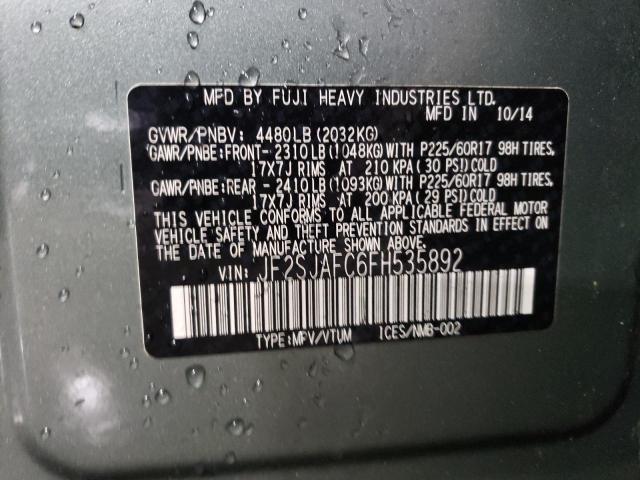 MFD BY FUJI HEAVY INDUSTRIES LTD.
MFD IN 10/14
GVWR/PNBV: 4480LB (2032KG)
GAWR/PNBE: FRONT- 2310LB (1048KG) WITH P225/60R17 98H TIRES,
17X7J RIMS AT 210 KPA (30 PSI) COLD
GAWR/PNBE: REAR - 2410LB (1093KG) WITH P225/60R17 98H TIRES,
17X7J RIMS AT 200 KPA (29 PSI) COLD
THIS VEHICLE CONFORMS TO ALL APPLICABLE FEDERAL MOTOR
VEHICLE SAFETY AND THEFT PREVENTION STANDARDS IN EFFECT ON
THE DATE OF MANUFACTURE SHOWN ABOVE.
VIN: JF2SJAFC6FH535892
TYPE: MPV/VTUM ICES/NMB-002